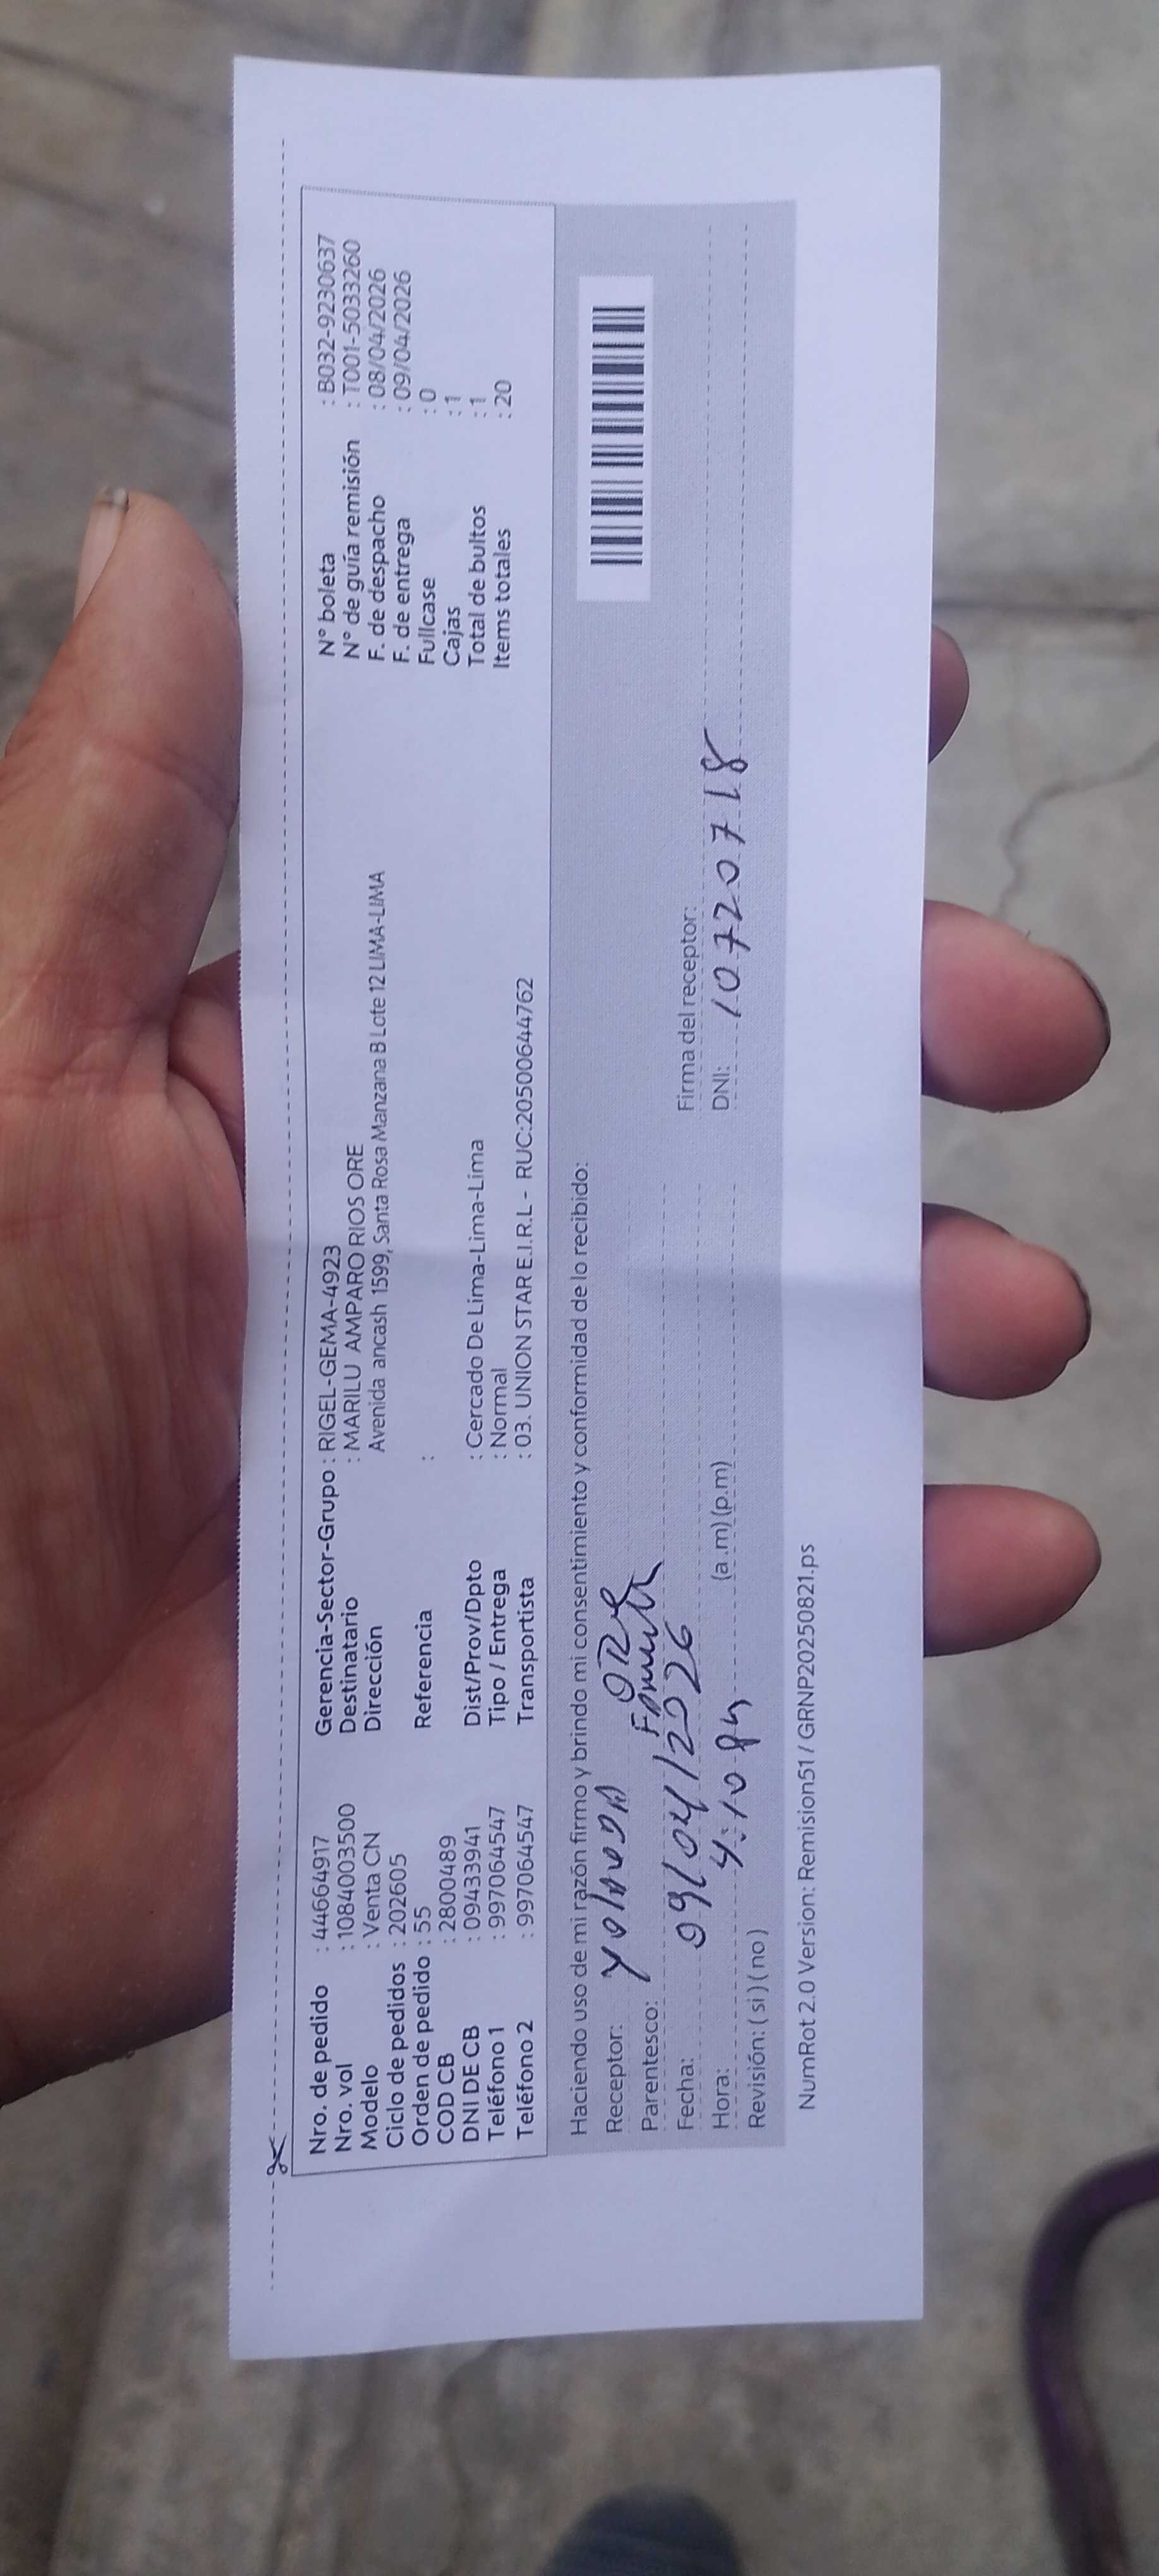 Nro. de pedido : 44664917
Nro. vol : 1084003500
Modelo : Venta CN
Ciclo de pedidos : 202605
Orden de pedido : 55
COD CB : 2800489
DNI DE CB : 09433941
Teléfono 1 : 997064547
Teléfono 2 : 997064547
Gerencia-Sector-Grupo : RIGEL-GEMA-4923
Destinatario : MARILU AMPARO RIOS ORE
Dirección Avenida ancash 1599, Santa Rosa Manzana B Lote 12 LIMA-LIMA
Referencia :
Dist/Prov/Dpto : Cercado De Lima-Lima-Lima
Tipo / Entrega : Normal
Transportista : 03. UNION STAR E.I.R.L - RUC:20500644762
N° boleta : B032-9230637
N° de guía remisión : T001-5033260
F. de despacho : 08/04/2026
F. de entrega : 09/04/2026
Fullcase : 0
Cajas : 1
Total de bultos : 1
Items totales : 20
Haciendo uso de mi razón firmo y brindo mi consentimiento y conformidad de lo recibido:
Receptor: Yolanda ORE
Parentesco:
Fecha: 09/04/2026
Hora: 4:10 pm (a.m) (p.m)
Revisión: ( si ) ( no )
Firma del receptor:
DNI: 10720718
NumRot 2.0 Version: Remision51 / GRNP20250821.ps